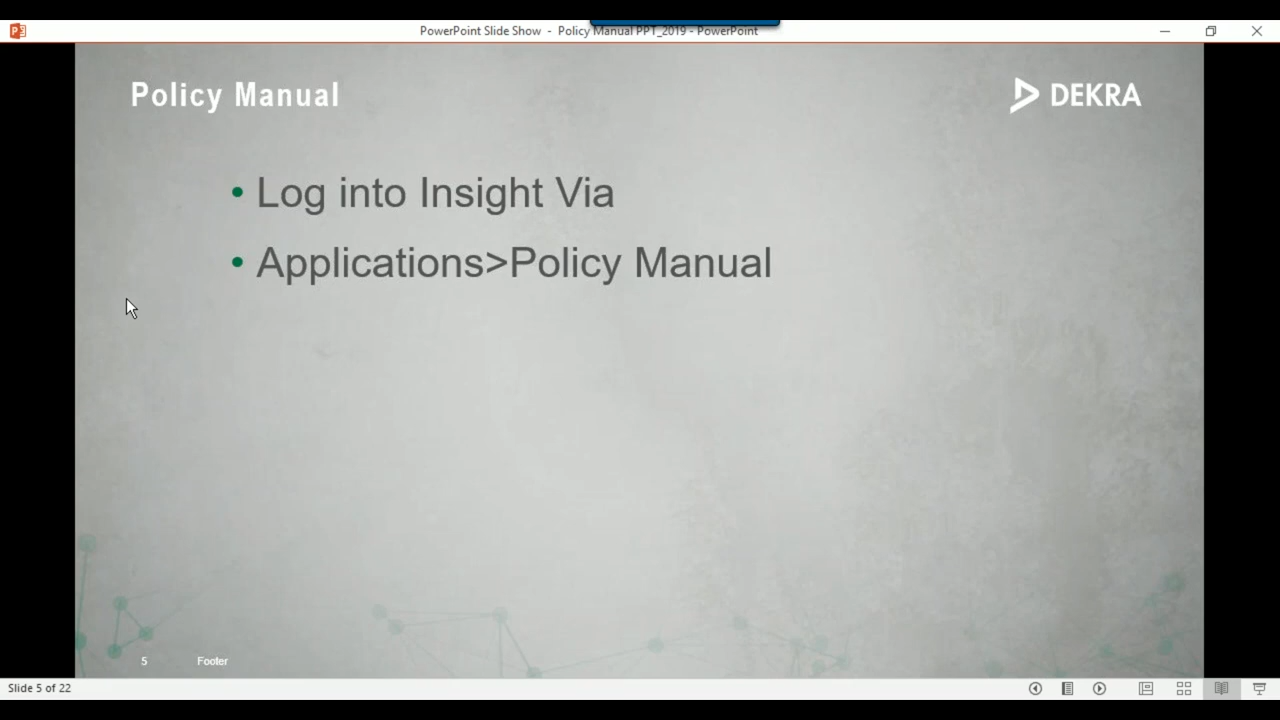 PowerPoint Slide Show - Policy Manual PPT_2019 - PowerPoint
Policy Manual
DEKRA
• Log into Insight Via
• Applications>Policy Manual
5 Footer
Slide 5 of 22